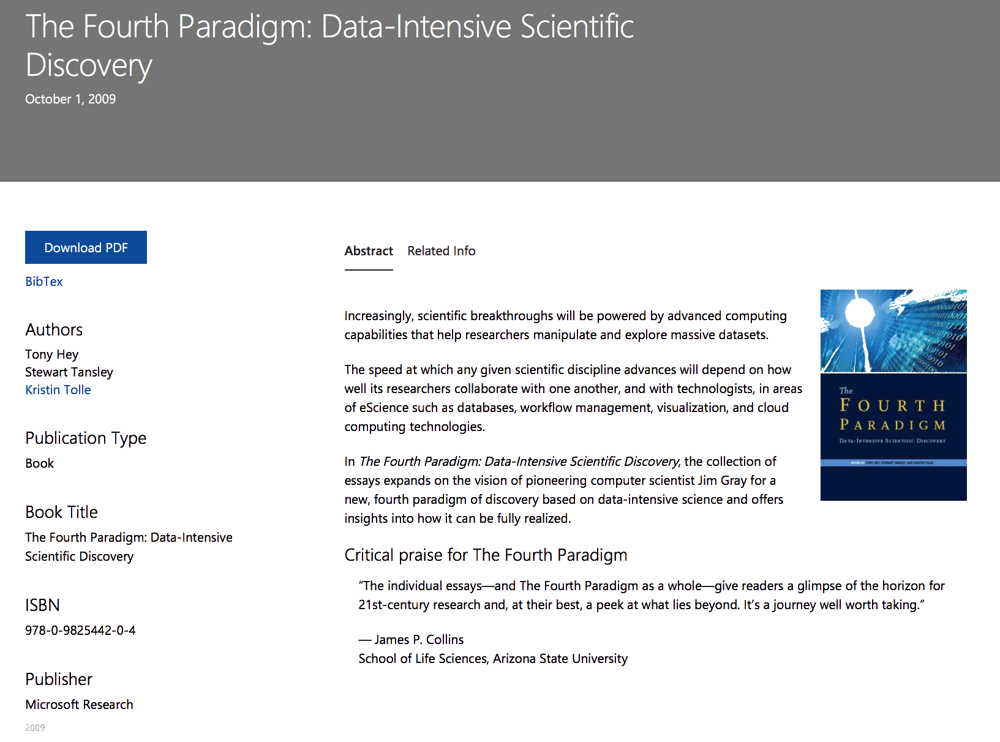 The Fourth Paradigm: Data-Intensive Scientific
Discovery
October 1, 2009
Download PDF
BibTex
Authors
Tony Hey
Stewart Tansley
Kristin Tolle
Publication Type
Book
Book Title
The Fourth Paradigm: Data-Intensive
Scientific Discovery
ISBN
978-0-9825442-0-4
Publisher
Microsoft Research
2009
Abstract Related Info
Increasingly, scientific breakthroughs will be powered by advanced computing
capabilities that help researchers manipulate and explore massive datasets.
The speed at which any given scientific discipline advances will depend on how
well its researchers collaborate with one another, and with technologists, in areas
of eScience such as databases, workflow management, visualization, and cloud
computing technologies.
In The Fourth Paradigm: Data-Intensive Scientific Discovery, the collection of
essays expands on the vision of pioneering computer scientist Jim Gray for a
new, fourth paradigm of discovery based on data-intensive science and offers
insights into how it can be fully realized.
The
FOURTH
PARADIGM
DATA-INTENSIVE SCIENTIFIC DISCOVERY
EDITED BY TONY HEY, STEWART TANSLEY, AND KRISTIN TOLLE
Critical praise for The Fourth Paradigm
“The individual essays—and The Fourth Paradigm as a whole—give readers a glimpse of the horizon for
21st-century research and, at their best, a peek at what lies beyond. It’s a journey well worth taking.”
— James P. Collins
School of Life Sciences, Arizona State University